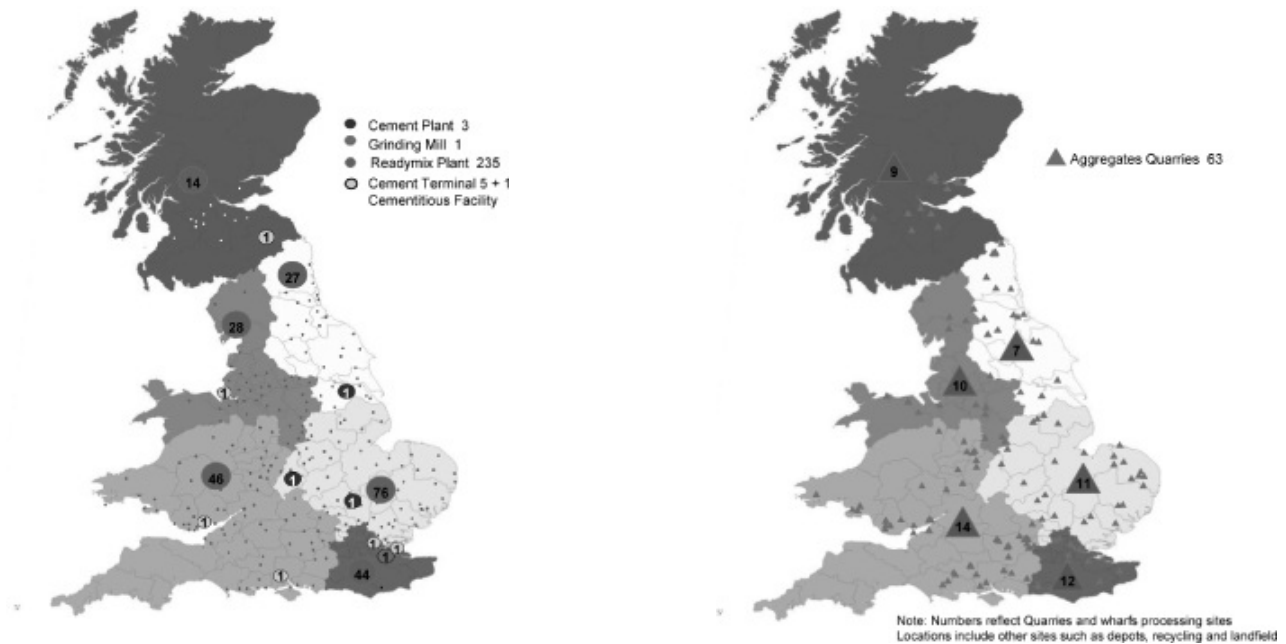 Cement Plant 3
Grinding Mill 1
Readymix Plant 235
Cement Terminal 5 + 1
Cementitious Facility
14
1
27
28
1
1
46
1
76
1
1
1
1
1
44
1
Aggregates Quarries 63
9
7
10
11
14
12
Note: Numbers reflect Quarries and wharfs processing sites
Locations include other sites such as depots, recycling and landfield